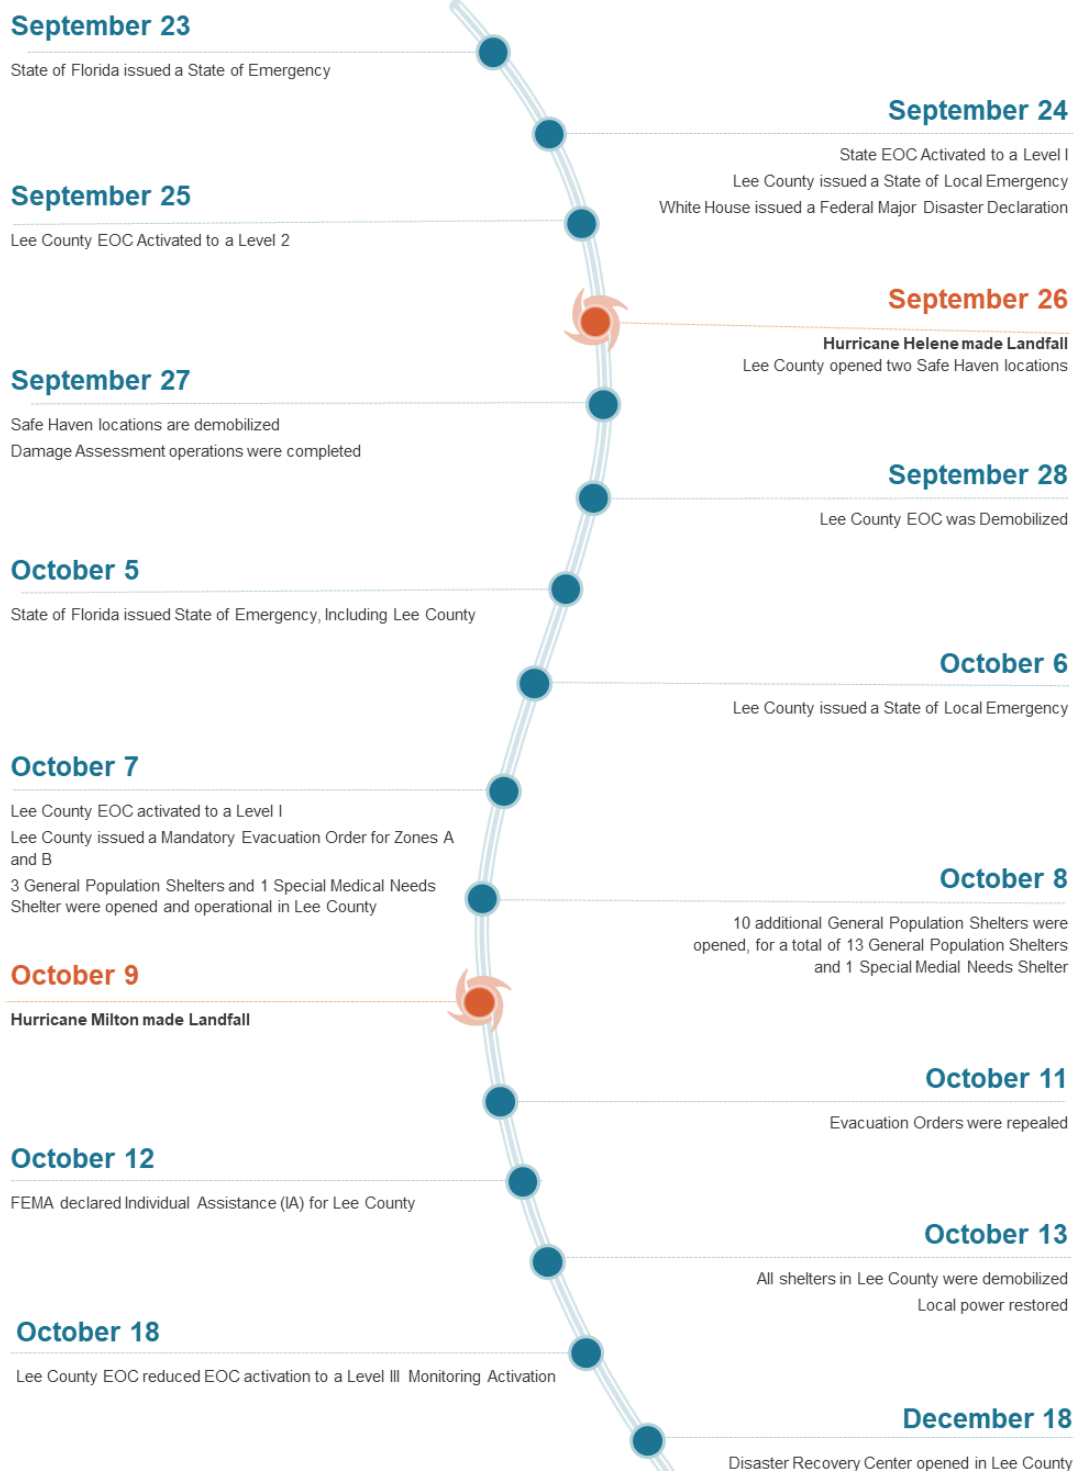 September 23
State of Florida issued a State of Emergency
September 24
State EOC Activated to a Level I
Lee County issued a State of Local Emergency
White House issued a Federal Major Disaster Declaration
September 25
Lee County EOC Activated to a Level 2
September 26
Hurricane Helene made Landfall
Lee County opened two Safe Haven locations
September 27
Safe Haven locations are demobilized
Damage Assessment operations were completed
September 28
Lee County EOC was Demobilized
October 5
State of Florida issued State of Emergency, Including Lee County
October 6
Lee County issued a State of Local Emergency
October 7
Lee County EOC activated to a Level I
Lee County issued a Mandatory Evacuation Order for Zones A
and B
3 General Population Shelters and 1 Special Medical Needs
Shelter were opened and operational in Lee County
October 8
10 additional General Population Shelters were
opened, for a total of 13 General Population Shelters
and 1 Special Medial Needs Shelter
October 9
Hurricane Milton made Landfall
October 11
Evacuation Orders were repealed
October 12
FEMA declared Individual Assistance (IA) for Lee County
October 13
All shelters in Lee County were demobilized
Local power restored
October 18
Lee County EOC reduced EOC activation to a Level III Monitoring Activation
December 18
Disaster Recovery Center opened in Lee County